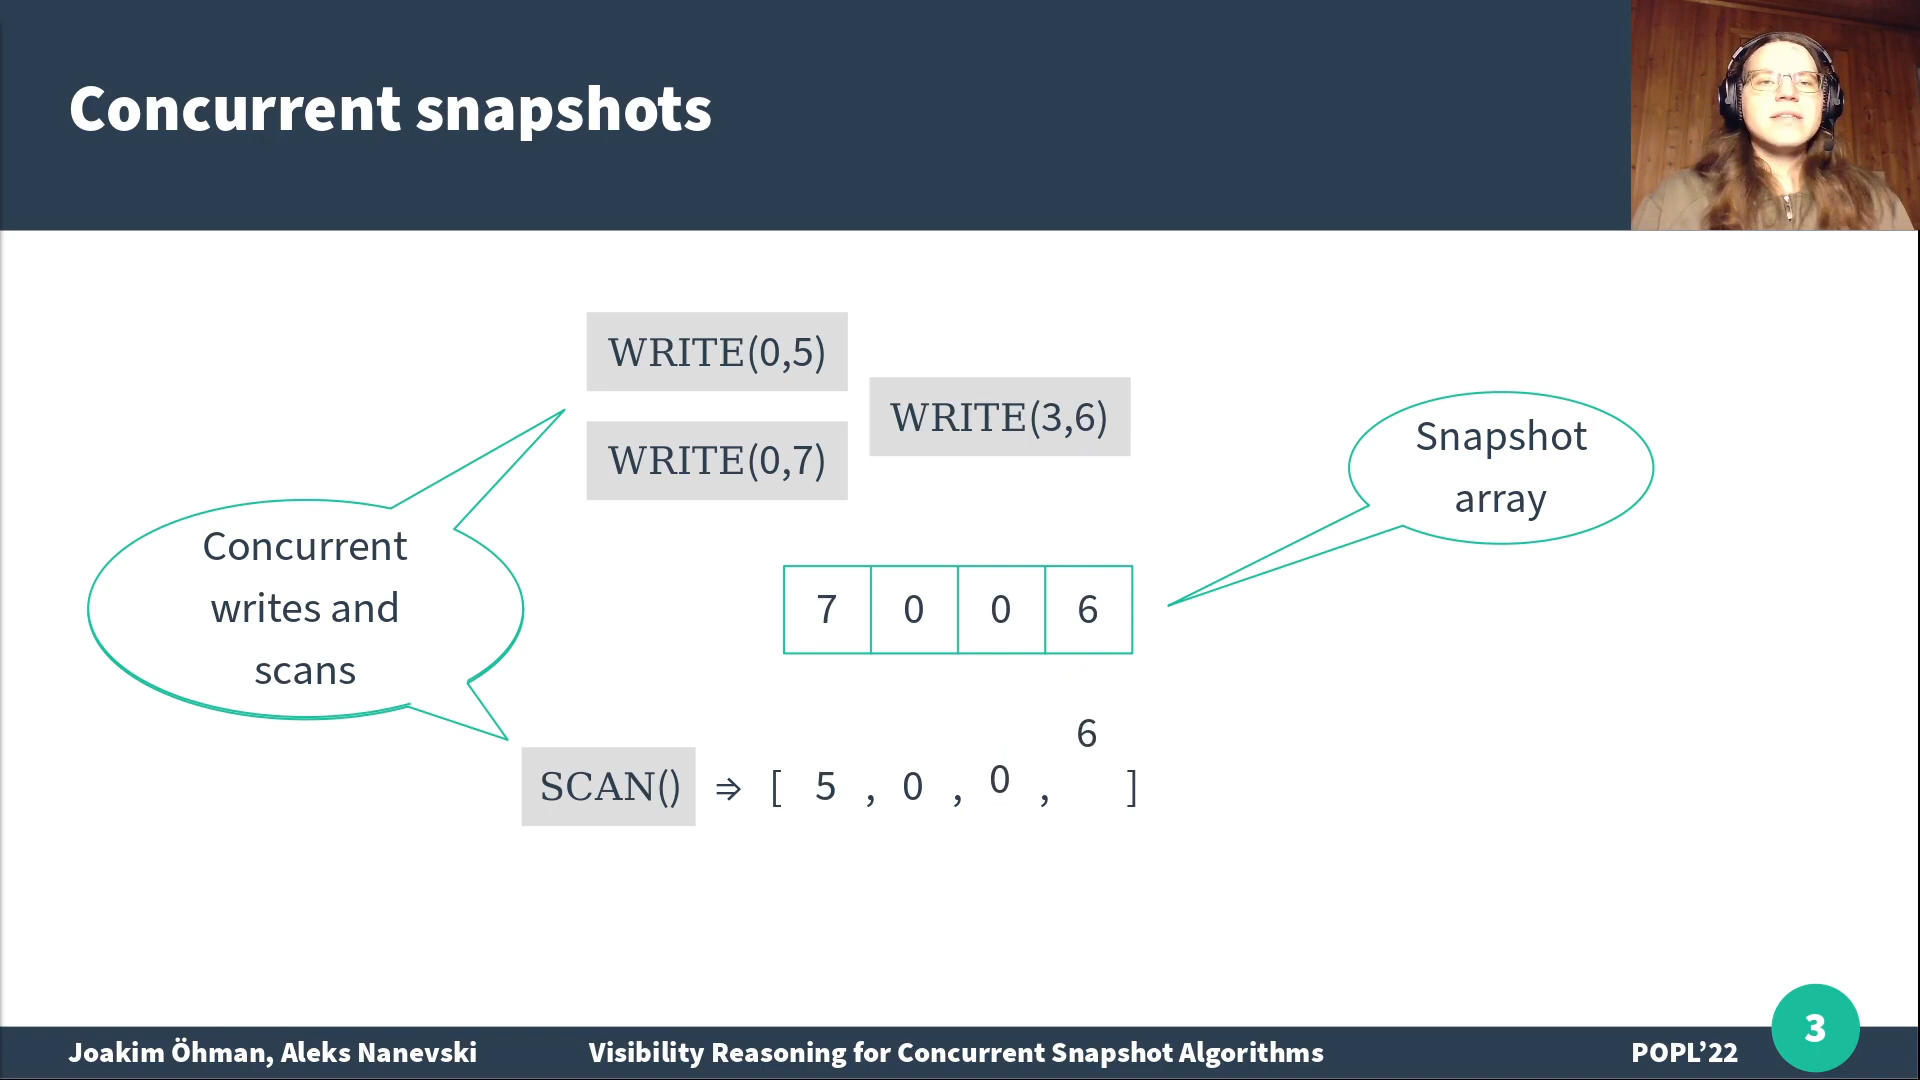 Concurrent snapshots
WRITE(0,5)
WRITE(3,6)
WRITE(0,7)
Snapshot
array
Concurrent
writes and
scans
7 0 0 6
SCAN() ⇒ [ 5 , 0 , 0 , 6 ]
Joakim Öhman, Aleks Nanevski
Visibility Reasoning for Concurrent Snapshot Algorithms
POPL’22
3